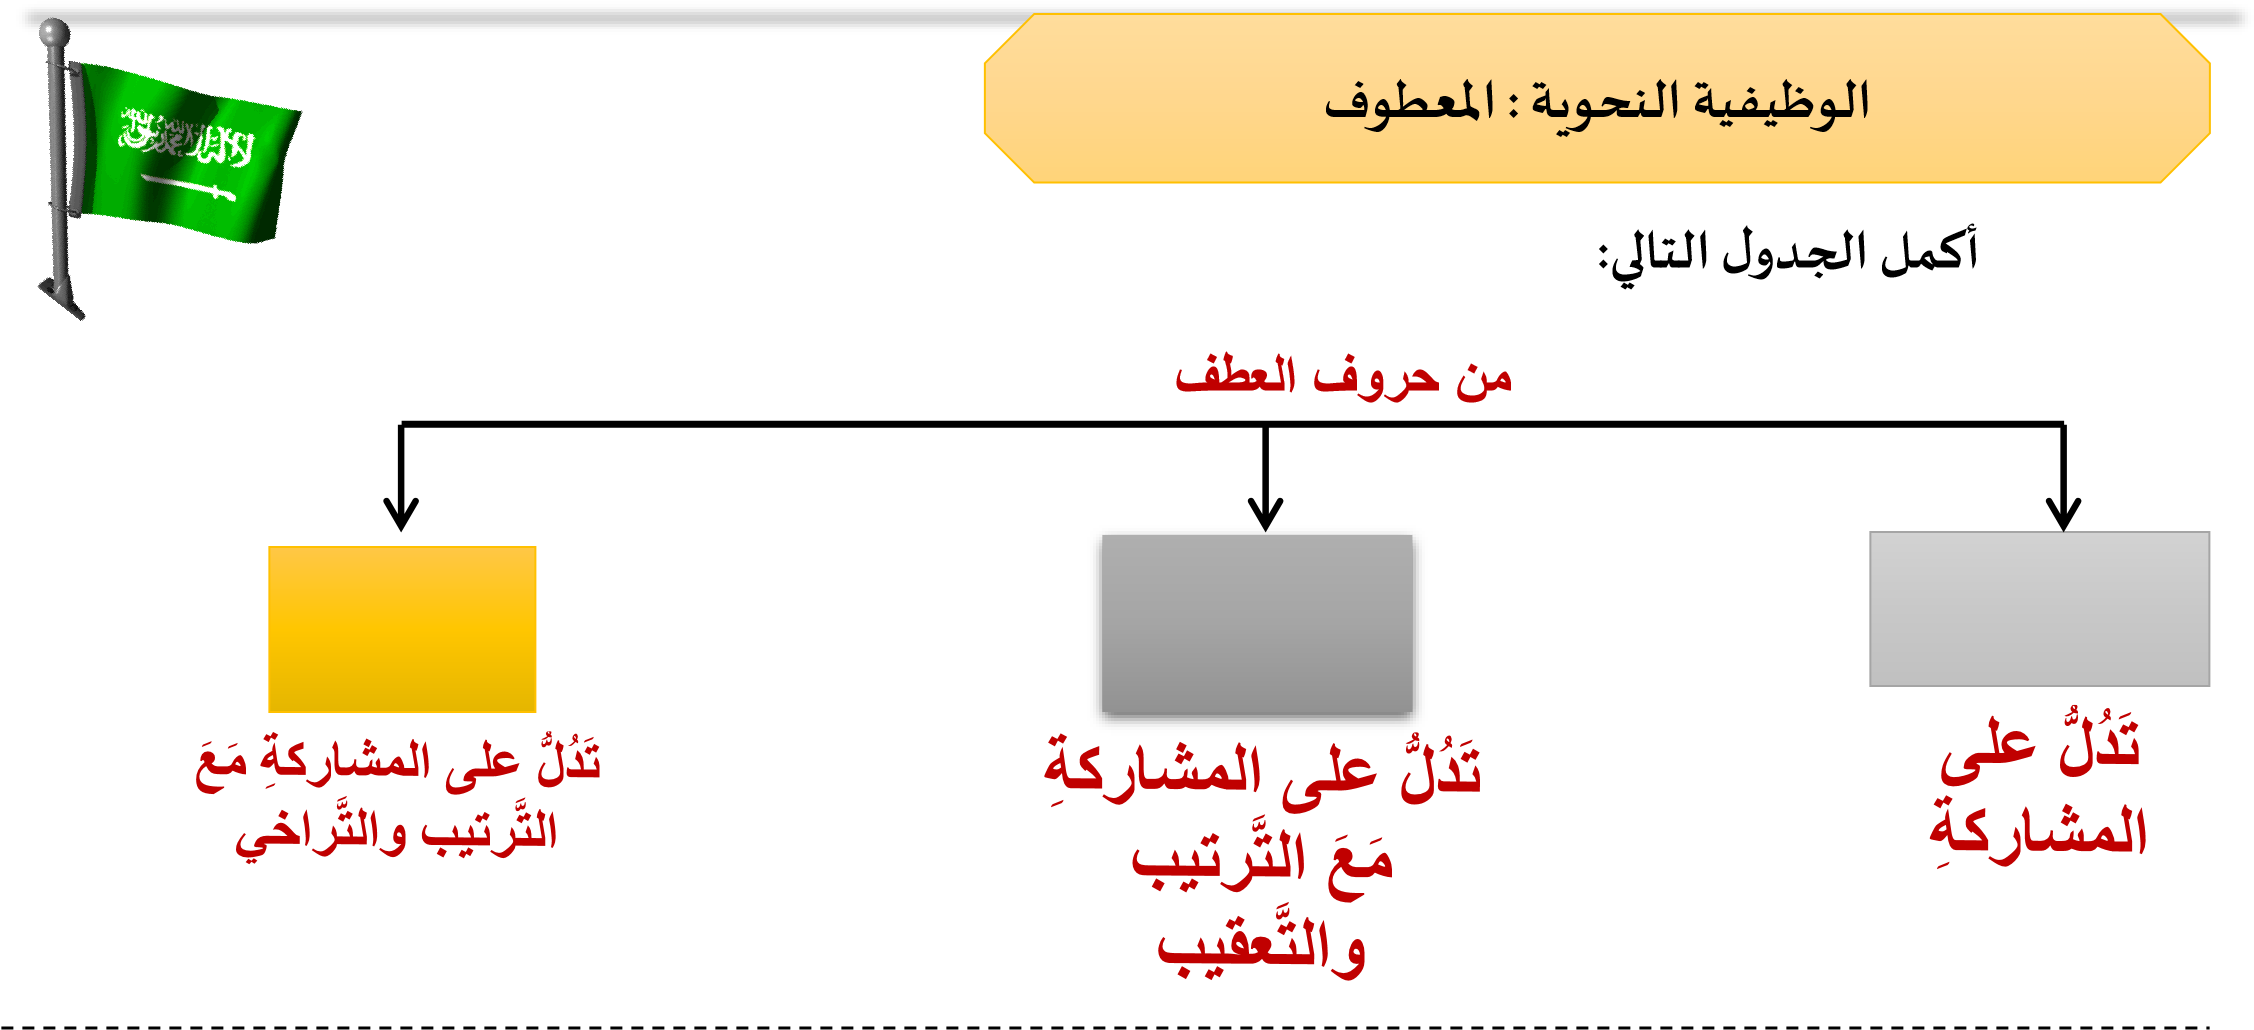 الوظيفية النحوية : المعطوف
أكمل الجدول التالي:
من حروف العطف
تَدُلُّ على
المشاركةِ
تَدُلُّ على المشاركةِ
مَعَ التَّرتيب
والتَّعقيب
تَدُلُّ على المشاركةِ مَعَ
التَّرتيب والتَّراخي